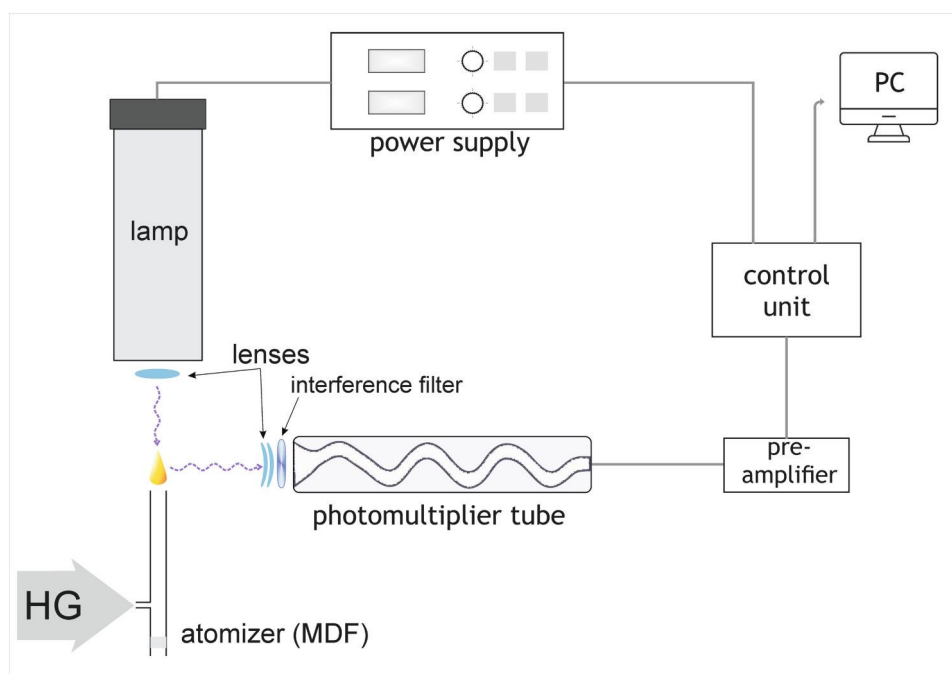 PC
power supply
lamp
control
unit
lenses
interference filter
pre-
amplifier
photomultiplier tube
HG
atomizer (MDF)